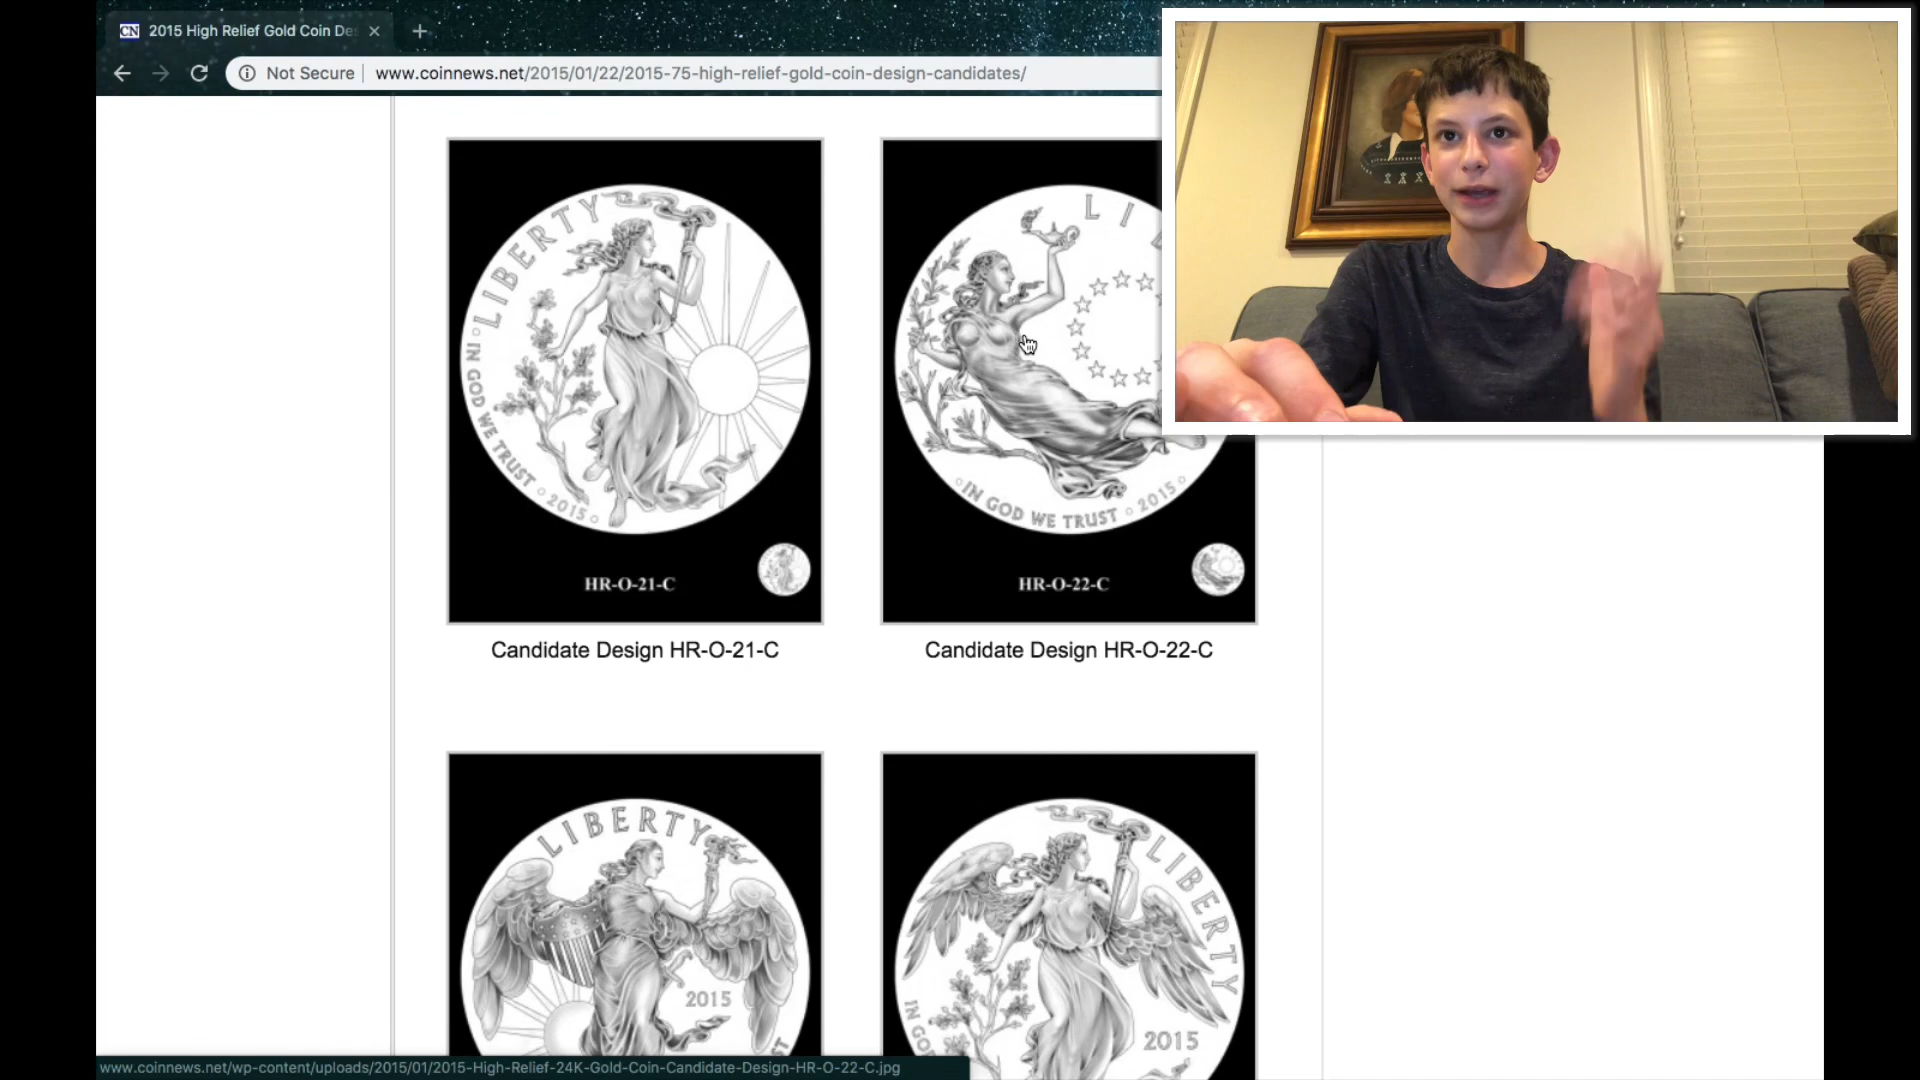 2015 High Relief Gold Coin De
Not Secure
www.coinnews.net/2015/01/22/2015-75-high-relief-gold-coin-design-candidates/
LIBERTY
IN GOD WE TRUST
2015
HR-O-21-C
Candidate Design HR-O-21-C
L I
IN GOD WE TRUST
2015
HR-O-22-C
Candidate Design HR-O-22-C
LIBERTY
2015
LIBERTY
IN GO
2015
www.coinnews.net/wp-content/uploads/2015/01/2015-High-Relief-24K-Gold-Coin-Candidate-Design-HR-O-22-C.jpg